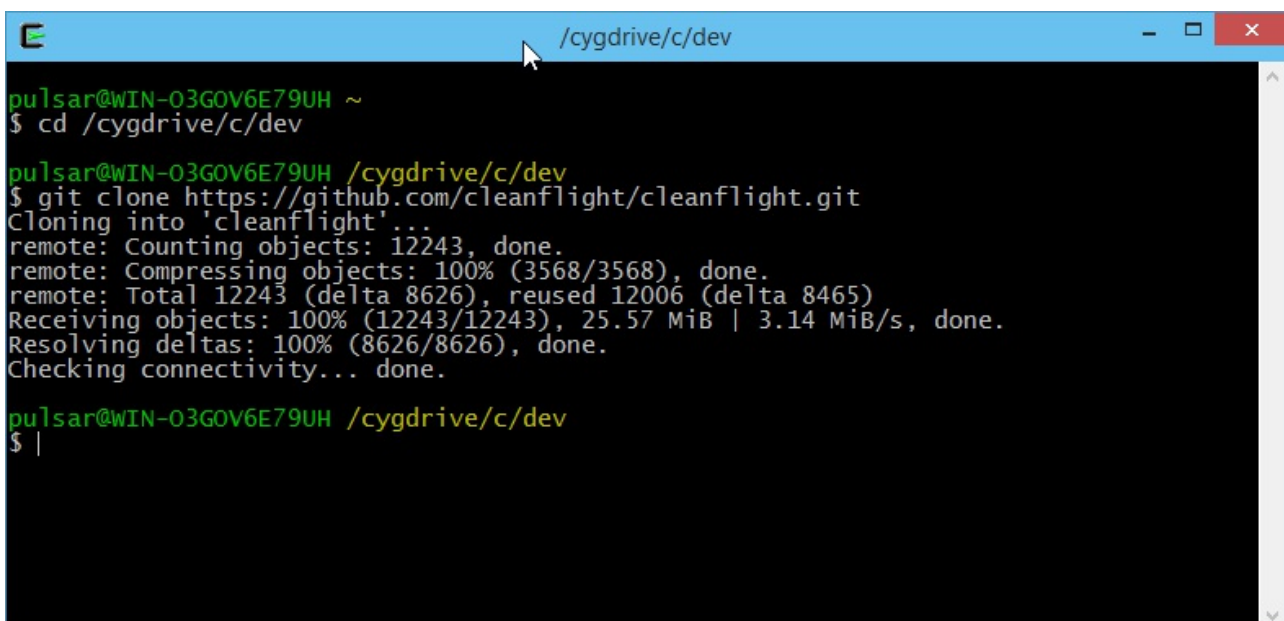 /cygdrive/c/dev
pulsar@WIN-O3GOV6E79UH ~
$ cd /cygdrive/c/dev
pulsar@WIN-O3GOV6E79UH /cygdrive/c/dev
$ git clone https://github.com/cleanflight/cleanflight.git
Cloning into 'cleanflight'...
remote: Counting objects: 12243, done.
remote: Compressing objects: 100% (3568/3568), done.
remote: Total 12243 (delta 8626), reused 12006 (delta 8465)
Receiving objects: 100% (12243/12243), 25.57 MiB | 3.14 MiB/s, done.
Resolving deltas: 100% (8626/8626), done.
Checking connectivity... done.
pulsar@WIN-O3GOV6E79UH /cygdrive/c/dev
$